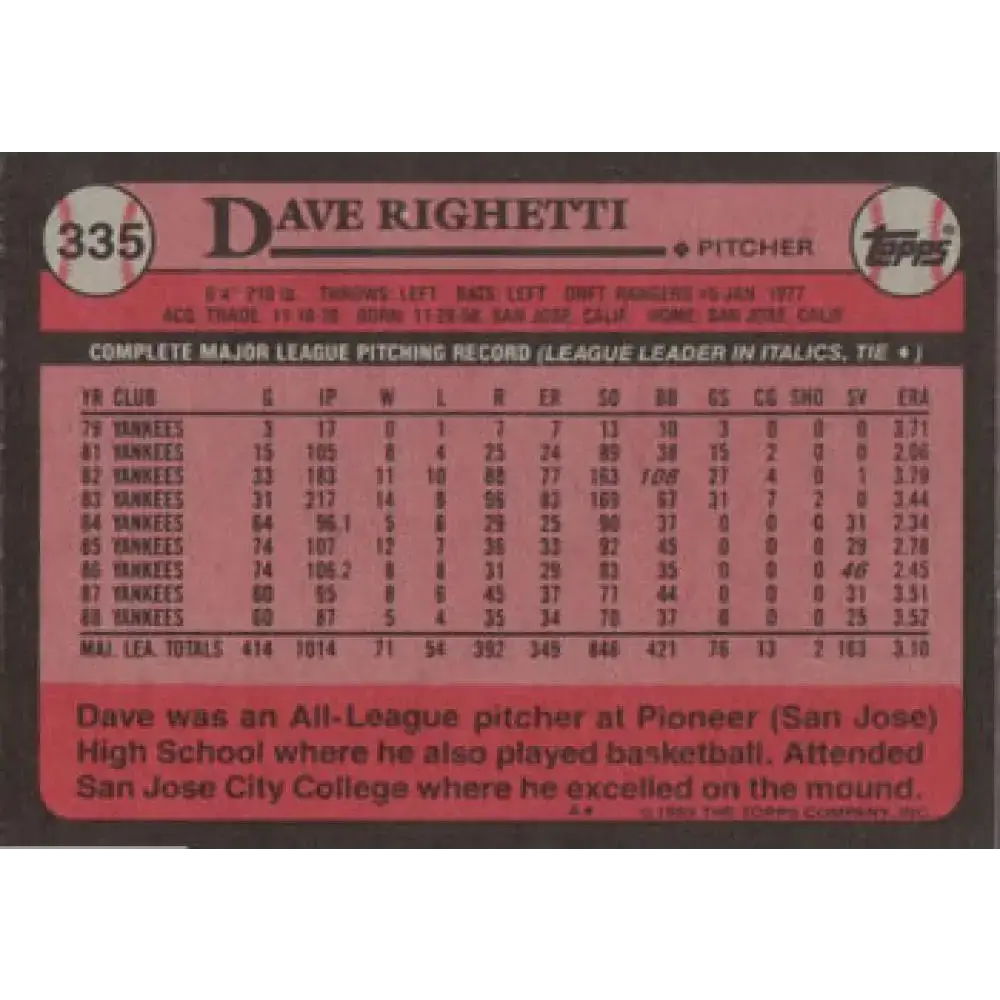 335
DAVE RIGHETTI
◆ PITCHER
TOPPS®
6'4" 210 lb. THROWS: LEFT BATS: LEFT DRFT. RANGERS #5-JAN. 1977
ACQ. TRADE, 11-10-78 BORN: 11-28-58, SAN JOSE, CALIF. HOME: SAN JOSE, CALIF.
COMPLETE MAJOR LEAGUE PITCHING RECORD (LEAGUE LEADER IN ITALICS, TIE ♦)
YR CLUB G IP W L R ER SO BB GS CG SHO SV ERA
79 YANKEES 3 17 0 1 7 7 13 10 3 0 0 0 3.71
81 YANKEES 15 105 8 4 25 24 89 38 15 2 0 0 2.06
82 YANKEES 33 183 11 10 88 77 163 108 27 4 0 1 3.79
83 YANKEES 31 217 14 8 96 83 169 67 31 7 2 0 3.44
84 YANKEES 64 96.1 5 6 29 25 90 37 0 0 0 31 2.34
85 YANKEES 74 107 12 7 36 33 92 45 0 0 0 29 2.78
86 YANKEES 74 106.2 8 8 31 29 83 35 0 0 0 46 2.45
87 YANKEES 60 95 8 6 45 37 77 44 0 0 0 31 3.51
88 YANKEES 60 87 5 4 35 34 70 37 0 0 0 25 3.52
MAJ. LEA. TOTALS 414 1014 71 54 392 349 846 421 76 13 2 163 3.10
Dave was an All-League pitcher at Pioneer (San Jose)
High School where he also played basketball. Attended
San Jose City College where he excelled on the mound.
A* © 1989 THE TOPPS COMPANY, INC.